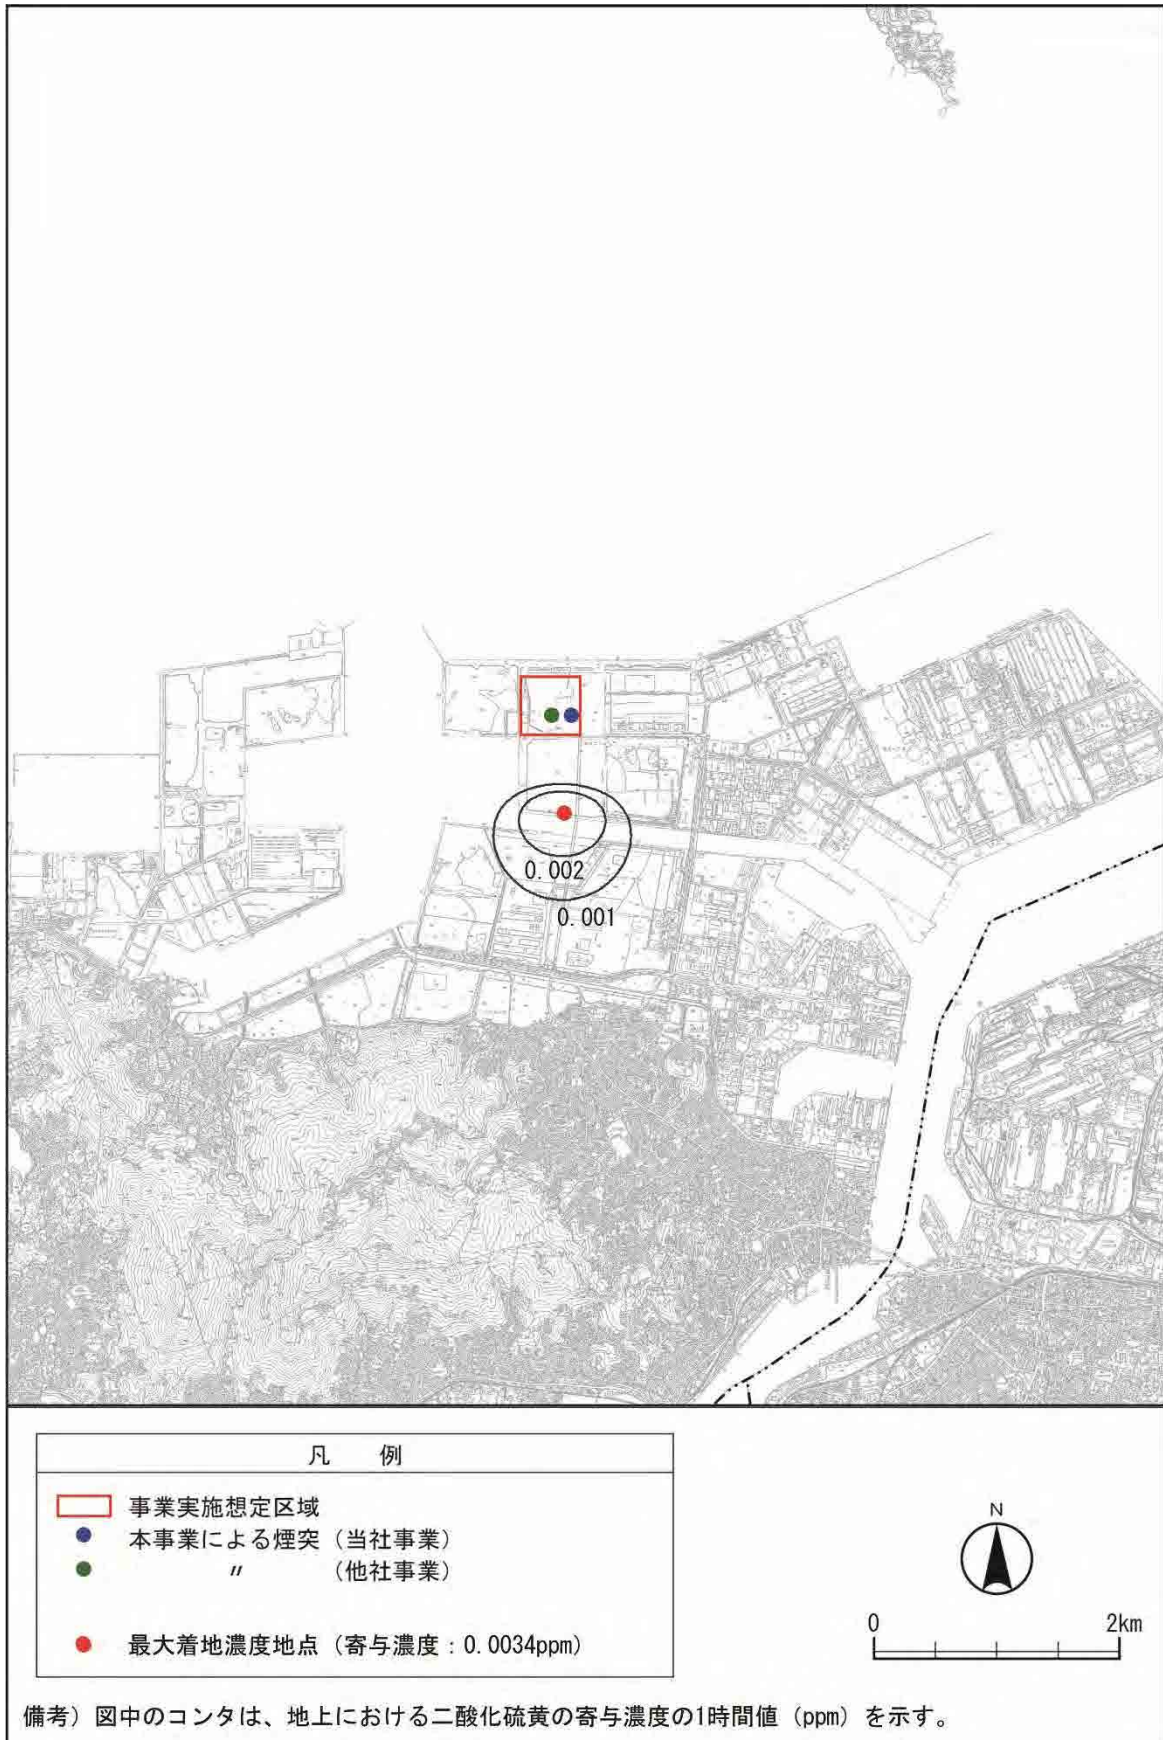 0.002
0.001
凡 例
事業実施想定区域
本事業による煙突（当社事業）
〃 （他社事業）
最大着地濃度地点（寄与濃度：0.0034ppm）
N
0 2km
備考）図中のコンタは、地上における二酸化硫黄の寄与濃度の1時間値（ppm）を示す。